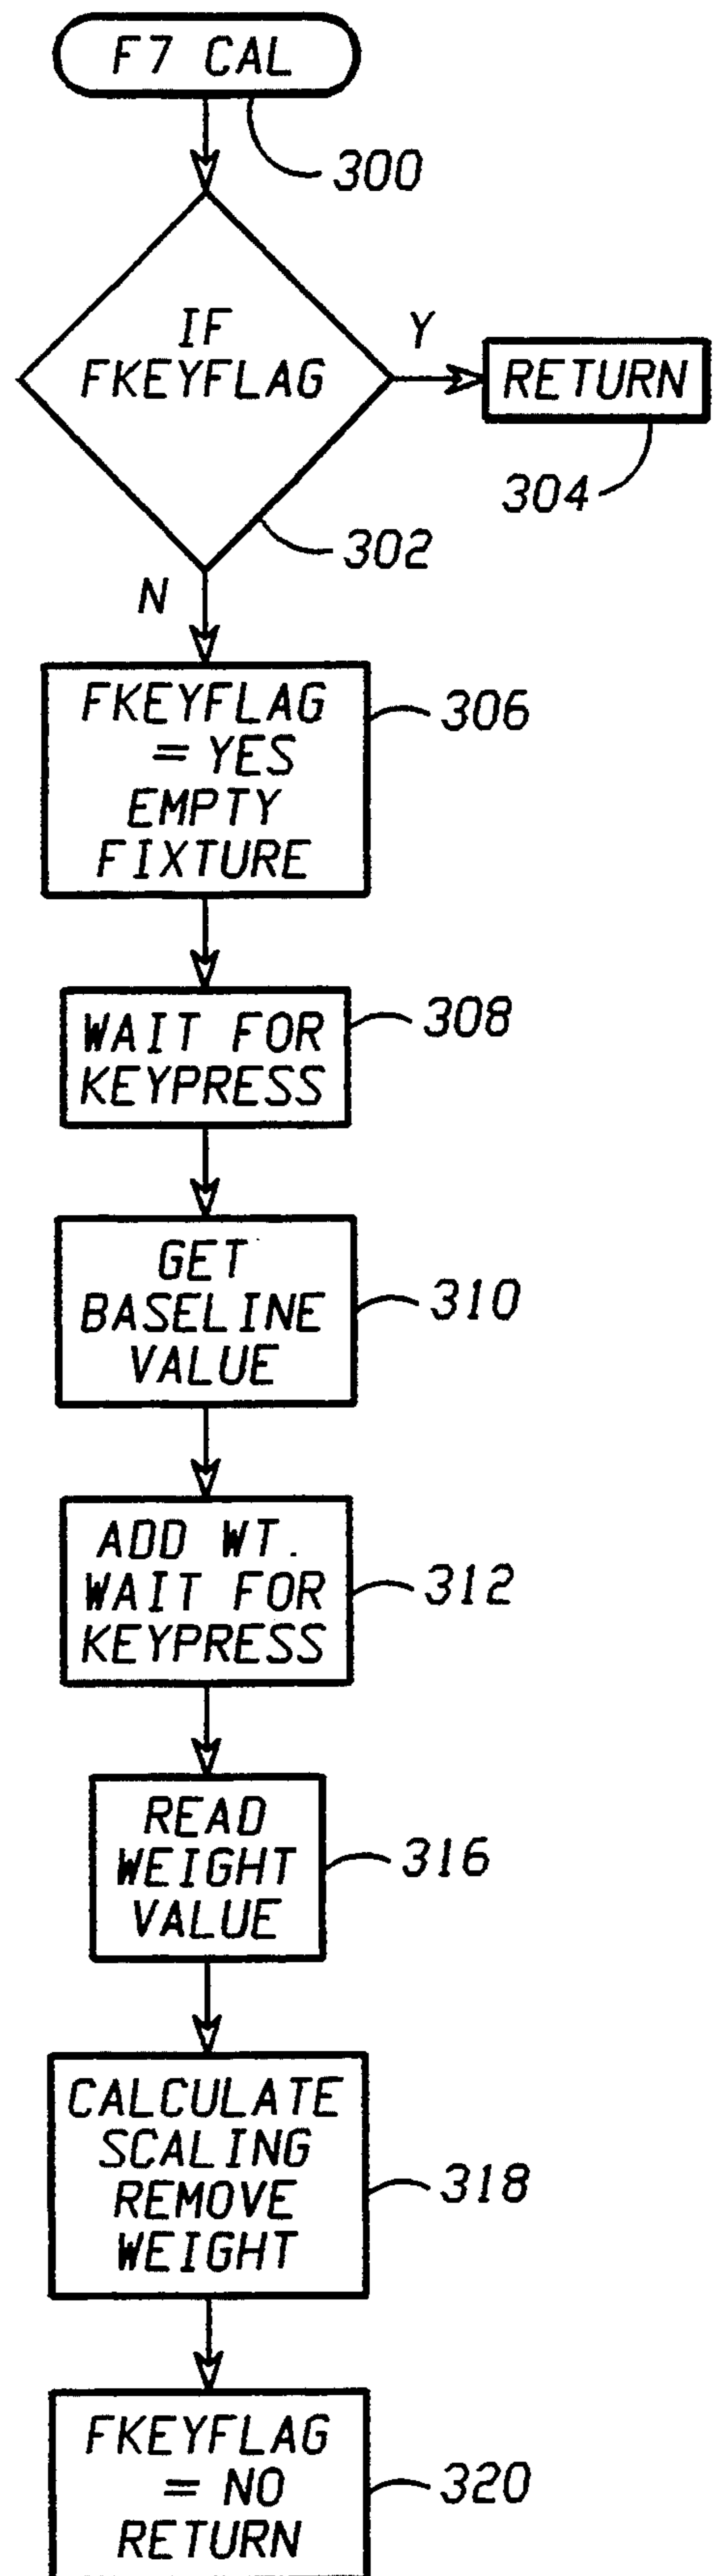 F7 CAL
300
IF
FKEYFLAG
Y
RETURN
304
302
N
FKEYFLAG
= YES
EMPTY
FIXTURE
306
WAIT FOR
KEYPRESS
308
GET
BASELINE
VALUE
310
ADD WT.
WAIT FOR
KEYPRESS
312
READ
WEIGHT
VALUE
316
CALCULATE
SCALING
REMOVE
WEIGHT
318
FKEYFLAG
= NO
RETURN
320